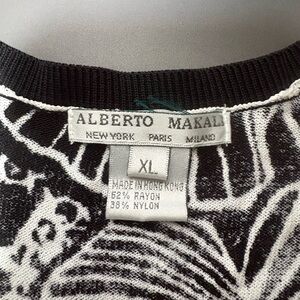 ALBERTO MAKALI
NEW YORK PARIS MILANO
XL
MADE IN HONG KONG
62% RAYON
38% NYLON